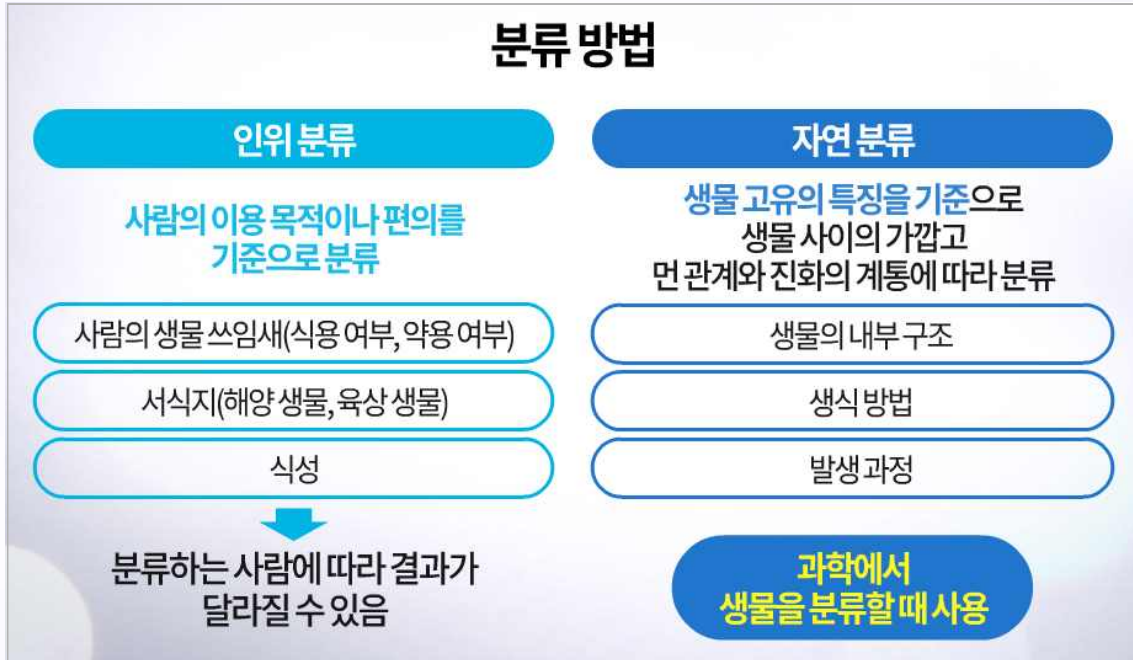 분류 방법
인위 분류
사람의 이용 목적이나 편의를
기준으로 분류
사람의 생물 쓰임새(식용 여부, 약용 여부)
서식지(해양 생물, 육상 생물)
식성
분류하는 사람에 따라 결과가
달라질 수 있음
자연 분류
생물 고유의 특징을 기준으로
생물 사이의 가깝고
먼 관계와 진화의 계통에 따라 분류
생물의 내부 구조
생식 방법
발생 과정
과학에서
생물을 분류할 때 사용